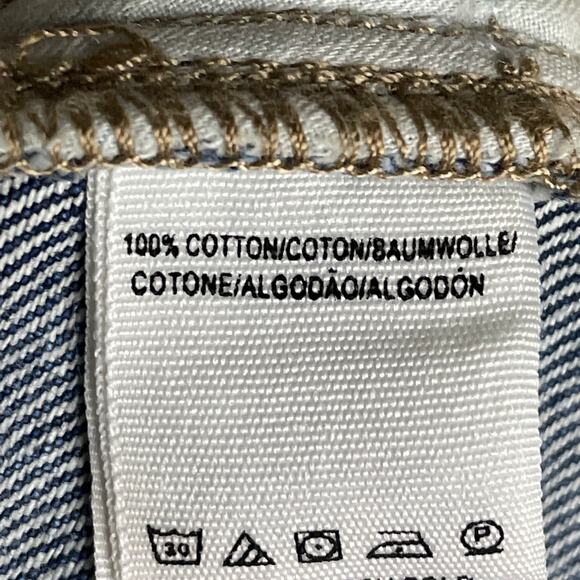 100% COTTON/COTON/BAUMWOLLE/
COTONE/ALGODÃO/ALGODÓN
30
P